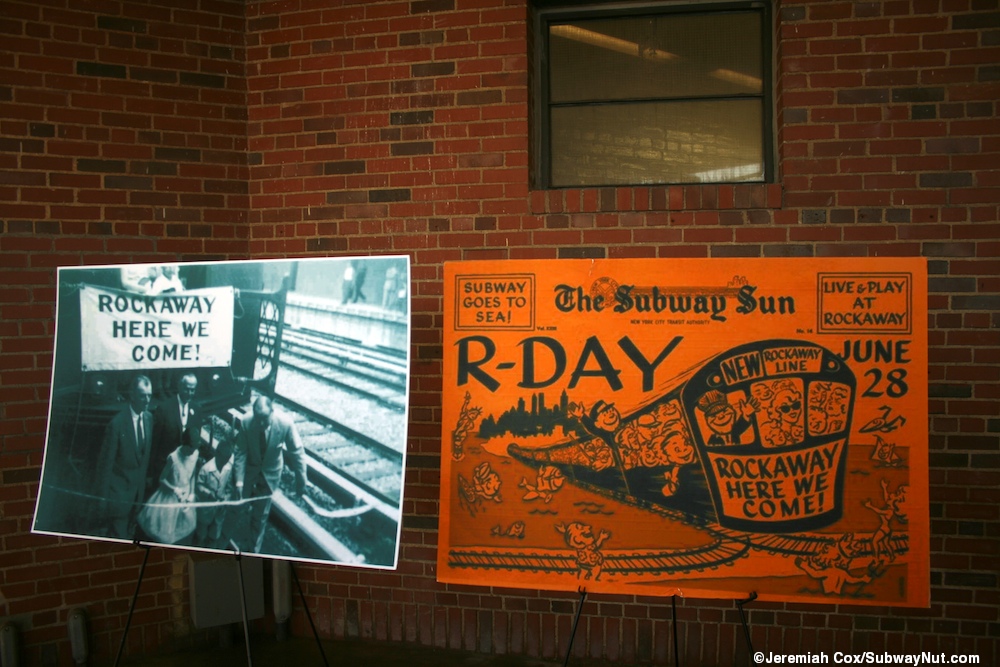 ROCKAWAY
HERE WE
COME!
SUBWAY
GOES TO
SEA!
The Subway Sun
NEW YORK CITY TRANSIT AUTHORITY
LIVE & PLAY
AT
ROCKAWAY
R-DAY
JUNE
28
NEW
ROCKAWAY
LINE
ROCKAWAY
HERE WE
COME!
©Jeremiah Cox/SubwayNut.com